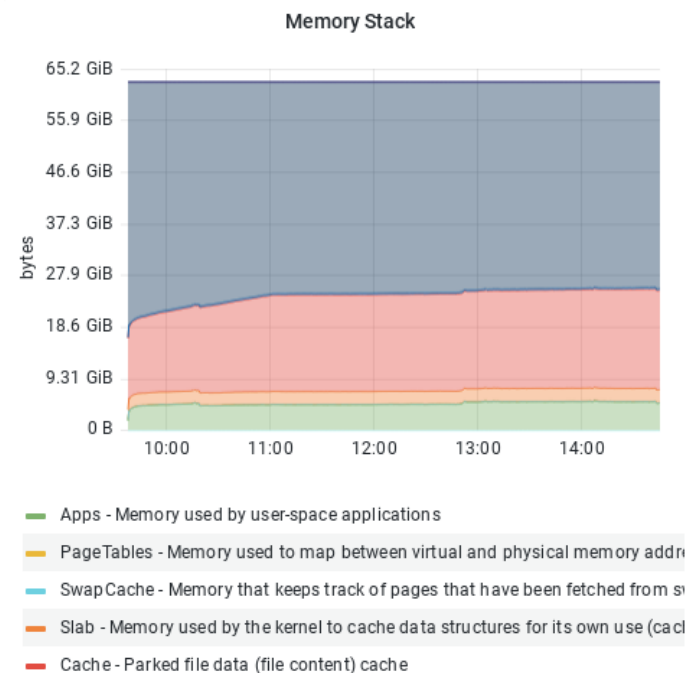 Memory Stack
65.2 GiB
55.9 GiB
46.6 GiB
37.3 GiB
27.9 GiB
18.6 GiB
9.31 GiB
0 B
bytes
10:00 11:00 12:00 13:00 14:00
Apps - Memory used by user-space applications
PageTables - Memory used to map between virtual and physical memory addre
SwapCache - Memory that keeps track of pages that have been fetched from sw
Slab - Memory used by the kernel to cache data structures for its own use (cach
Cache - Parked file data (file content) cache